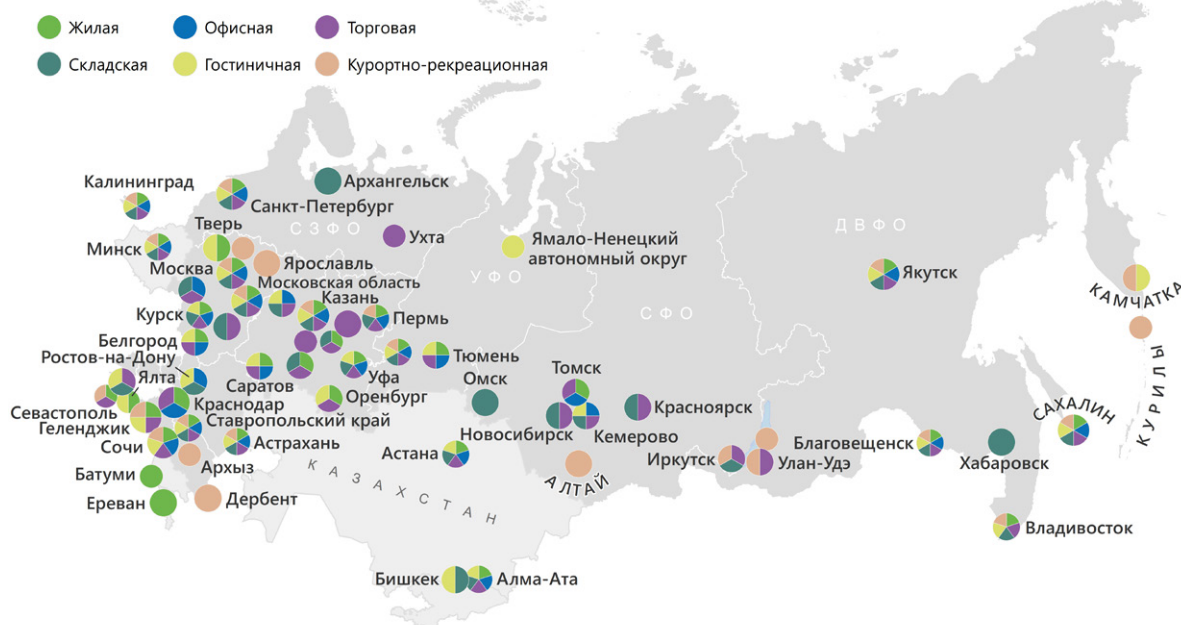 Жилая
Офисная
Торговая
Складская
Гостиничная
Курортно-рекреационная
Калининград
Архангельск
Санкт-Петербург
СЗФО
Тверь
Ухта
Ямало-Ненецкий
автономный округ
ДВФО
Минск
Ярославль
Москва
УФО
Якутск
Московская область
КАМЧАТКА
Казань
Курск
Пермь
СФО
Белгород
Ростов-на-Дону
Тюмень
Ялта
Саратов
Уфа
Омск
Томск
КУРИЛЫ
Оренбург
Краснодар
Красноярск
Севастополь
Ставропольский край
САХАЛИН
Геленджик
Новосибирск
Кемерово
Сочи
Астрахань
Астана
Благовещенск
Архыз
Иркутск
Улан-Удэ
Хабаровск
Батуми
КАЗАХСТАН
АЛТАЙ
Ереван
Дербент
Владивосток
Бишкек
Алма-Ата